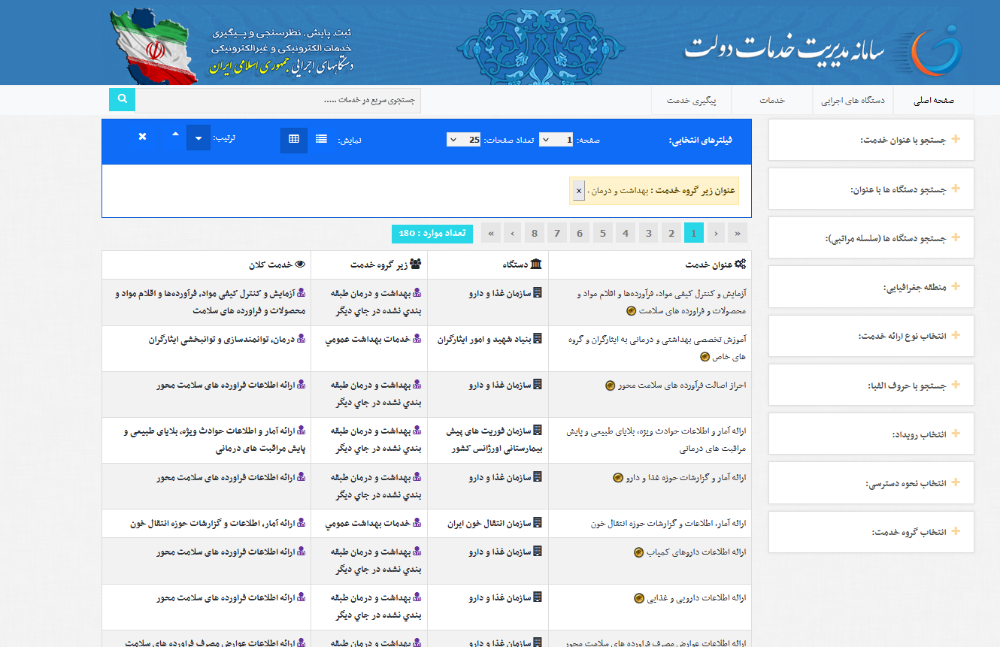 سامانه مدیریت خدمات دولت
ثبت، پایش، نظرسنجی و پیگیری
خدمات الکترونیکی و غیرالکترونیکی
دستگاههای اجرایی جمهوری اسلامی ایران
صفحه اصلی
دستگاه های اجرایی
خدمات
پیگیری خدمت
جستجوی سریع در خدمات .....
جستجو با عنوان خدمت:
جستجو دستگاه ها با عنوان:
جستجو دستگاه ها (سلسله مراتبی):
منطقه جغرافیایی:
انتخاب نوع ارائه خدمت:
جستجو با حروف الفبا:
انتخاب رویداد:
انتخاب نحوه دسترسی:
انتخاب گروه خدمت:
فیلترهای انتخابی:
صفحه: 1
تعداد صفحات: 25
نمایش:
ترتیب:
عنوان زیر گروه خدمت : بهداشت و درمان ، ×
« ‹ 1 2 3 4 5 6 7 8 › »
تعداد موارد : 180
عنوان خدمت
دستگاه
زیر گروه خدمت
خدمت کلان
آزمایش و کنترل کیفی مواد، فرآورده‌ها و اقلام مواد و
محصولات و فراورده های سلامت
سازمان غذا و دارو
بهداشت و درمان طبقه
بندي نشده در جاي ديگر
آزمایش و کنترل کیفی مواد، فرآورده‌ها و اقلام مواد و
محصولات و فراورده های سلامت
آموزش تخصصی بهداشتی و درمانی به ایثارگران و گروه
های خاص
بنیاد شهید و امور ایثارگران
خدمات بهداشت عمومي
درمان، توانمندسازی و توانبخشی ایثارگران
احراز اصالت فرآورده های سلامت محور
سازمان غذا و دارو
بهداشت و درمان طبقه
بندي نشده در جاي ديگر
ارائه اطلاعات فراورده های سلامت محور
ارائه آمار و اطلاعات حوادث ویژه، بلایای طبیعی و پایش
مراقبت های درمانی
سازمان فوریت های پیش
بیمارستانی اورژانس کشور
بهداشت و درمان طبقه
بندي نشده در جاي ديگر
ارائه آمار و اطلاعات حوادث ویژه، بلایای طبیعی و
پایش مراقبت های درمانی
ارائه آمار و گزارشات حوزه غذا و دارو
سازمان غذا و دارو
بهداشت و درمان طبقه
بندي نشده در جاي ديگر
ارائه اطلاعات فراورده های سلامت محور
ارائه آمار، اطلاعات و گزارشات حوزه انتقال خون
سازمان انتقال خون ایران
خدمات بهداشت عمومي
ارائه آمار، اطلاعات و گزارشات حوزه انتقال خون
ارائه اطلاعات داروهای کمیاب
سازمان غذا و دارو
بهداشت و درمان طبقه
بندي نشده در جاي ديگر
ارائه اطلاعات فراورده های سلامت محور
ارائه اطلاعات دارویی و غذایی
سازمان غذا و دارو
بهداشت و درمان طبقه
بندي نشده در جاي ديگر
ارائه اطلاعات فراورده های سلامت محور
ارائه اطلاعات عوارض مصرف فراورده های سلامت محور
سازمان غذا و دارو
بهداشت و درمان طبقه
ارائه اطلاعات عوارض مصرف فراورده های سلامت